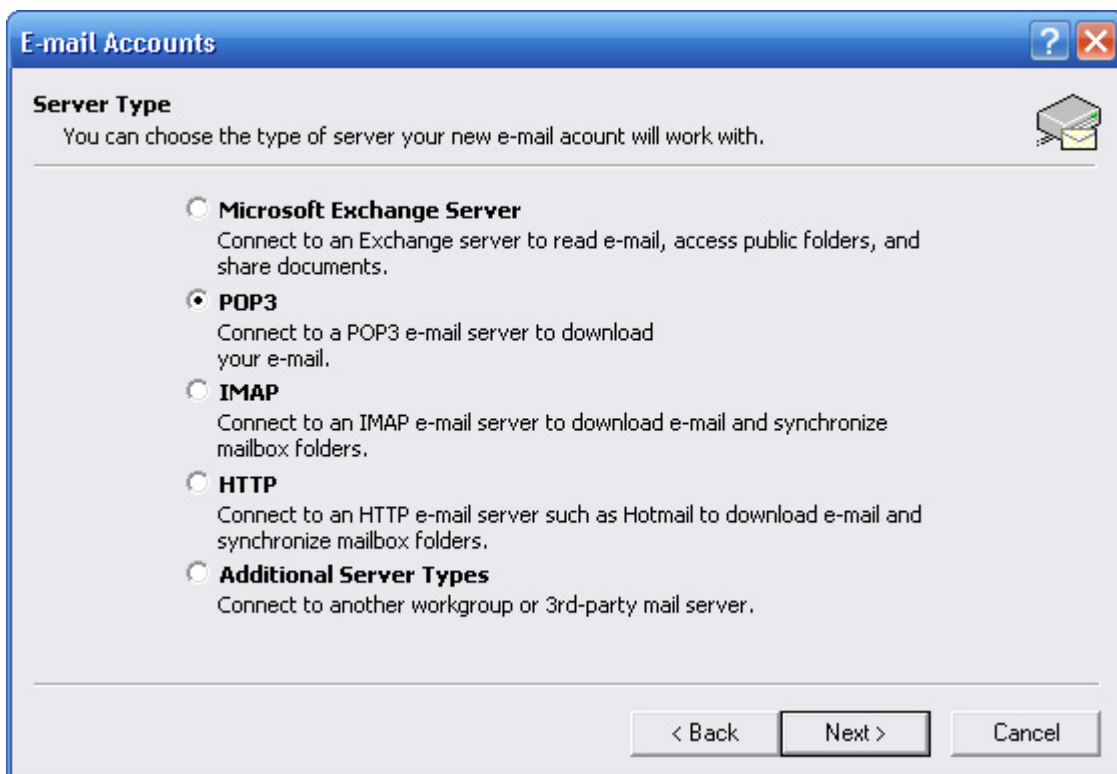 E-mail Accounts
Server Type
You can choose the type of server your new e-mail acount will work with.
Microsoft Exchange Server
Connect to an Exchange server to read e-mail, access public folders, and
share documents.
POP3
Connect to a POP3 e-mail server to download
your e-mail.
IMAP
Connect to an IMAP e-mail server to download e-mail and synchronize
mailbox folders.
HTTP
Connect to an HTTP e-mail server such as Hotmail to download e-mail and
synchronize mailbox folders.
Additional Server Types
Connect to another workgroup or 3rd-party mail server.
< Back Next > Cancel